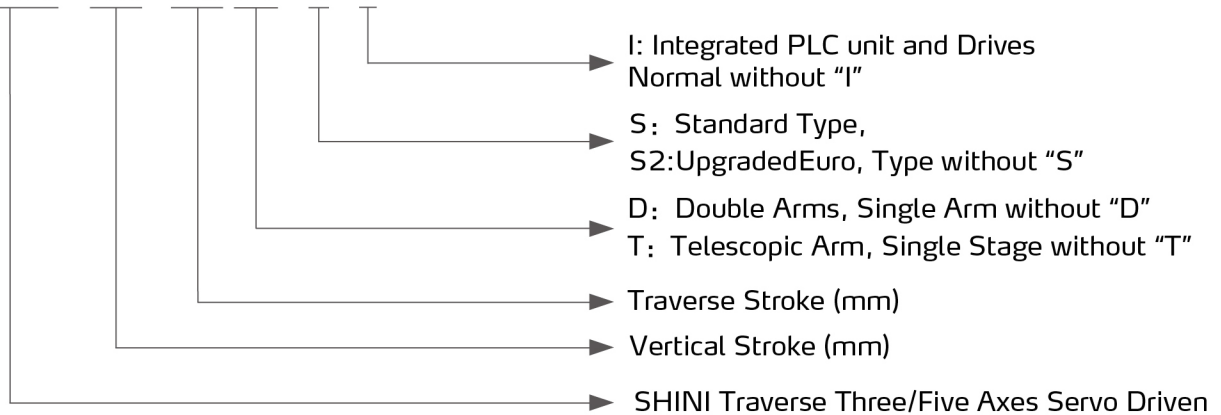 I: Integrated PLC unit and Drives
Normal without “I”
S: Standard Type,
S2:UpgradedEuro, Type without “S”
D: Double Arms, Single Arm without “D”
T: Telescopic Arm, Single Stage without “T”
Traverse Stroke (mm)
Vertical Stroke (mm)
SHINI Traverse Three/Five Axes Servo Driven